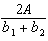 2A
b₁ + b₂